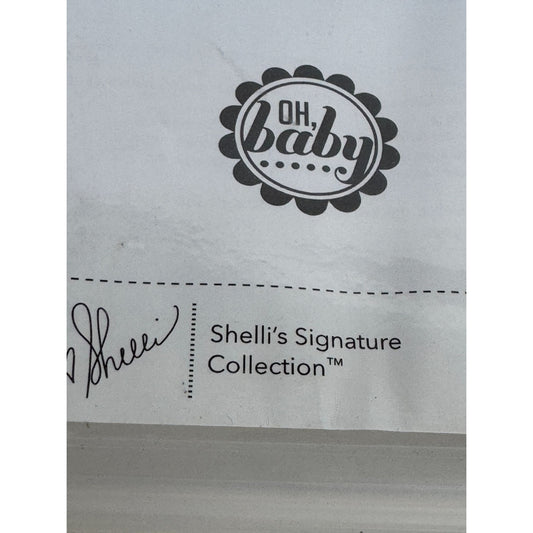 OH,
baby
Shelli
Shelli's Signature
Collection™